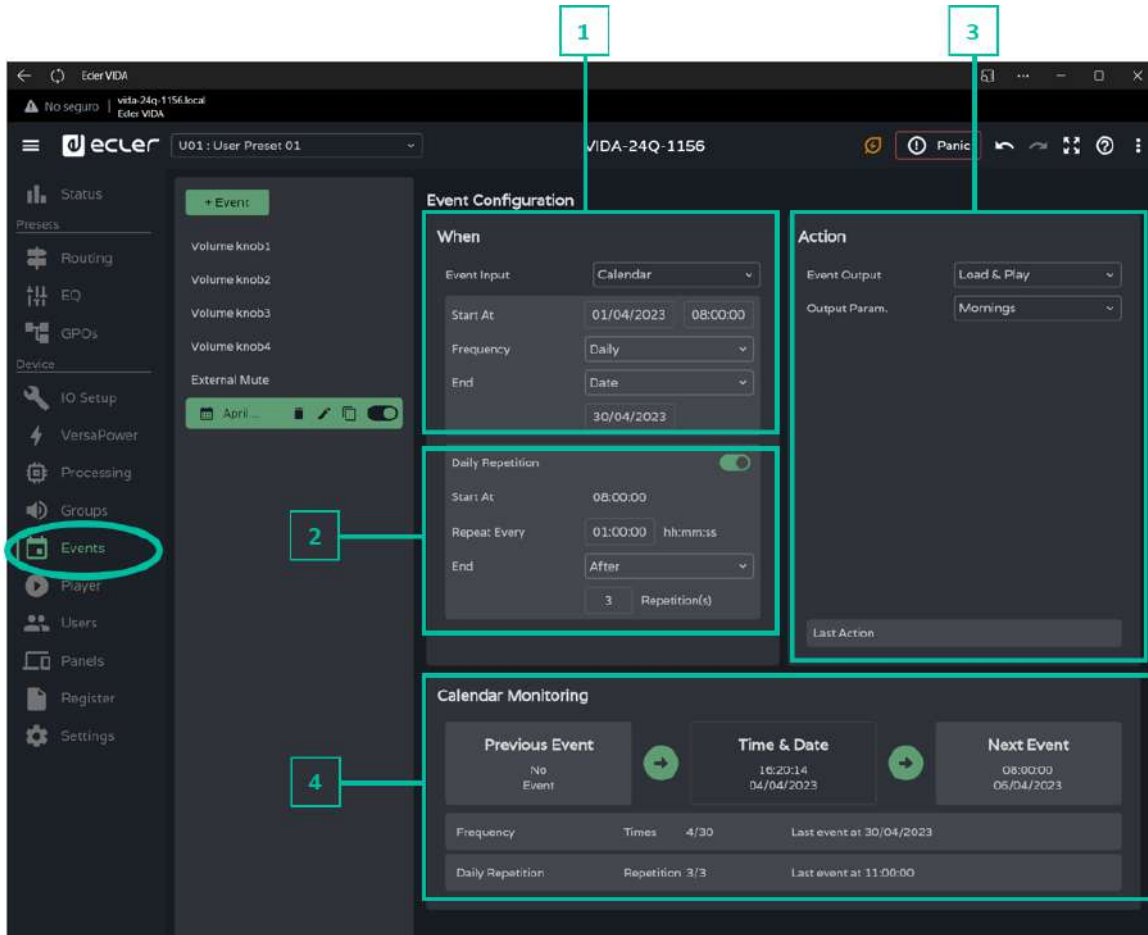 1
3
Ecler VIDA
No seguro
vida-24q-1156.local
Ecler VIDA
ecler
U01 : User Preset 01
VIDA-24Q-1156
Panic
Status
Presets
Routing
EQ
GPOs
Device
IO Setup
VersaPower
Processing
Groups
Events
Player
Users
Panels
Register
Settings
+ Event
Volume knob1
Volume knob2
Volume knob3
Volume knob4
External Mute
April ...
Event Configuration
When
Event Input Calendar
Start At 01/04/2023 08:00:00
Frequency Daily
End Date
30/04/2023
2
Daily Repetition
Start At 08:00:00
Repeat Every 01:00:00 hh:mm:ss
End After
3 Repetition(s)
Action
Event Output Load & Play
Output Param. Mornings
Last Action
4
Calendar Monitoring
Previous Event
No
Event
Time & Date
16:20:14
04/04/2023
Next Event
08:00:00
05/04/2023
Frequency Times 4/30 Last event at 30/04/2023
Daily Repetition Repetition 3/3 Last event at 11:00:00